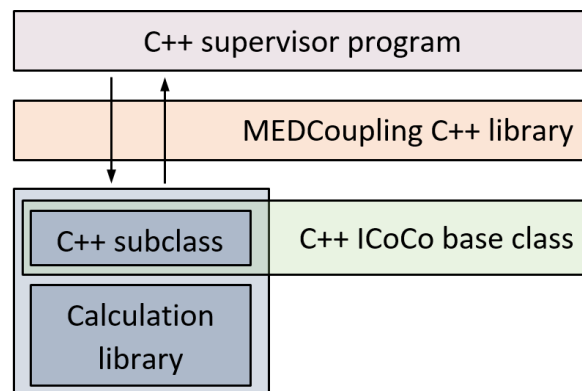 C++ supervisor program
MEDCoupling C++ library
C++ subclass
C++ ICoCo base class
Calculation
library